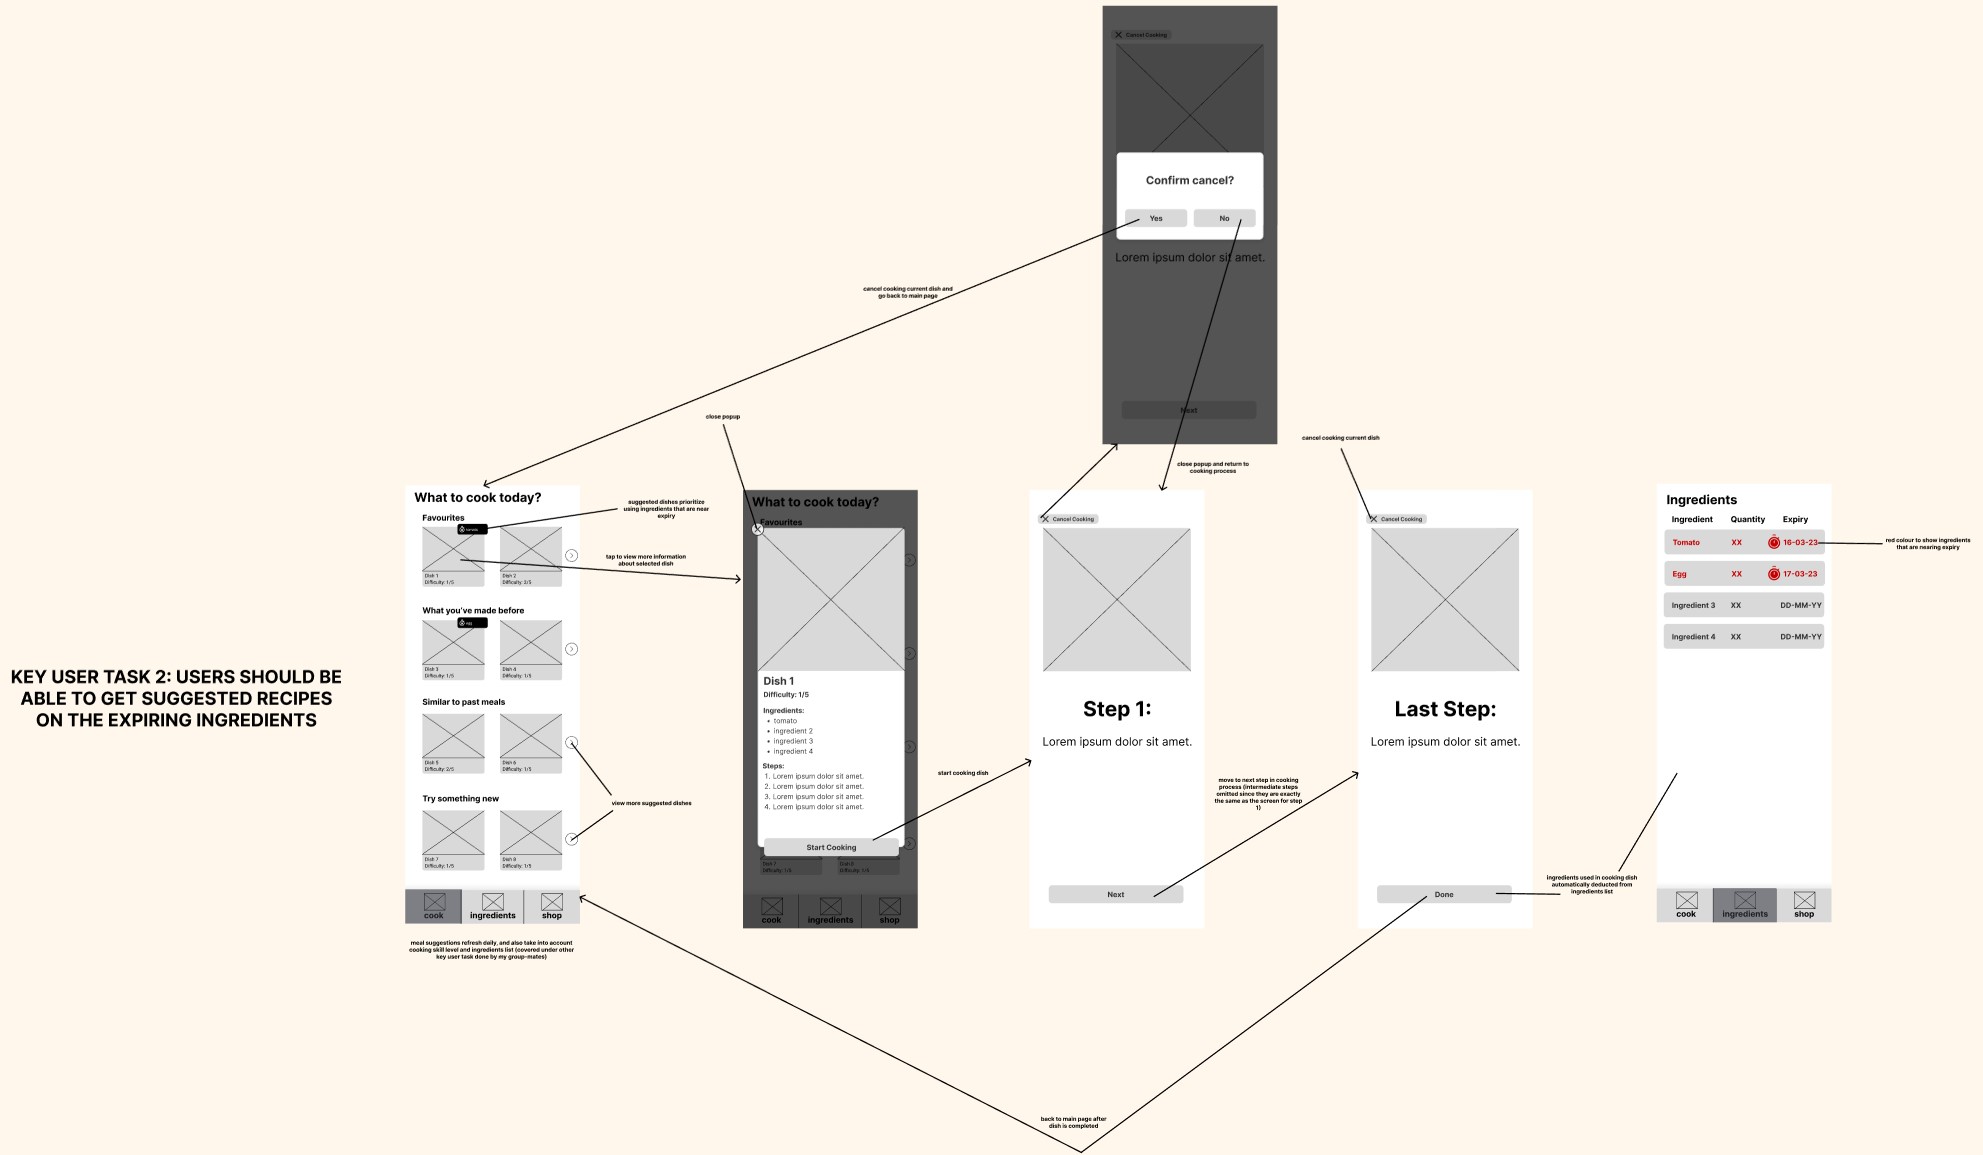 Cancel Cooking
Confirm cancel?
Yes
No
Lorem ipsum dolor sit amet.
Next
cancel cooking current dish and
go back to main page
close popup and return to
cooking process
cancel cooking current dish
close popup
KEY USER TASK 2: USERS SHOULD BE
ABLE TO GET SUGGESTED RECIPES
ON THE EXPIRING INGREDIENTS
What to cook today?
Favourites
tomato
Dish 1
Difficulty: 1/5
Dish 2
Difficulty: 2/5
What you've made before
egg
Dish 3
Difficulty: 1/5
Dish 4
Difficulty: 1/5
Similar to past meals
Dish 5
Difficulty: 2/5
Dish 6
Difficulty: 1/5
Try something new
Dish 7
Difficulty: 1/5
Dish 8
Difficulty: 1/5
cook
ingredients
shop
meal suggestions refresh daily, and also take into account
cooking skill level and ingredients list (covered under other
key user task done by my group-mates)
suggested dishes prioritize
using ingredients that are near
expiry
tap to view more information
about selected dish
view more suggested dishes
What to cook today?
Favourites
Dish 1
Difficulty: 1/5
Ingredients:
• tomato
• ingredient 2
• ingredient 3
• ingredient 4
Steps:
1. Lorem ipsum dolor sit amet.
2. Lorem ipsum dolor sit amet.
3. Lorem ipsum dolor sit amet.
4. Lorem ipsum dolor sit amet.
Start Cooking
Dish 7
Difficulty: 1/5
Dish 8
Difficulty: 1/5
cook
ingredients
shop
start cooking dish
Cancel Cooking
Step 1:
Lorem ipsum dolor sit amet.
Next
move to next step in cooking
process (intermediate steps
omitted since they are exactly
the same as the screen for step
1)
Cancel Cooking
Last Step:
Lorem ipsum dolor sit amet.
Done
ingredients used in cooking dish
automatically deducted from
ingredients list
back to main page after
dish is completed
Ingredients
Ingredient Quantity Expiry
Tomato XX 16-03-23
Egg XX 17-03-23
Ingredient 3 XX DD-MM-YY
Ingredient 4 XX DD-MM-YY
cook
ingredients
shop
red colour to show ingredients
that are nearing expiry